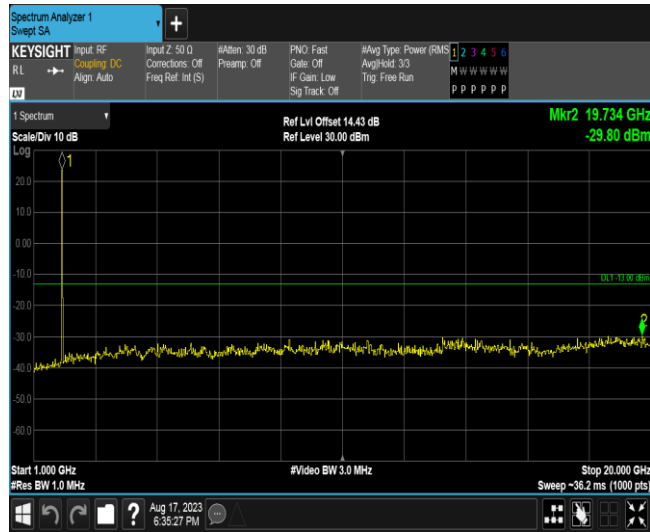 Spectrum Analyzer 1
Swept SA
+
KEYSIGHT
RL
LXI
Input: RF
Coupling: DC
Align: Auto
Input Z: 50 Ω
Corrections: Off
Freq Ref: Int (S)
#Atten: 30 dB
Preamp: Off
PNO: Fast
Gate: Off
IF Gain: Low
Sig Track: Off
#Avg Type: Power (RMS
Avg|Hold: 3/3
Trig: Free Run
1 2 3 4 5 6
M W W W W W
P P P P P P
1 Spectrum
Scale/Div 10 dB
Ref Lvl Offset 14.43 dB
Ref Level 30.00 dBm
Mkr2 19.734 GHz
-29.80 dBm
Log
1
20.0
10.0
0.00
-10.0
DL1 -13.00 dBm
-20.0
2
-30.0
-40.0
-50.0
-60.0
Start 1.000 GHz
#Video BW 3.0 MHz
Stop 20.000 GHz
#Res BW 1.0 MHz
Sweep ~36.2 ms (1000 pts)
?
Aug 17, 2023
6:35:27 PM